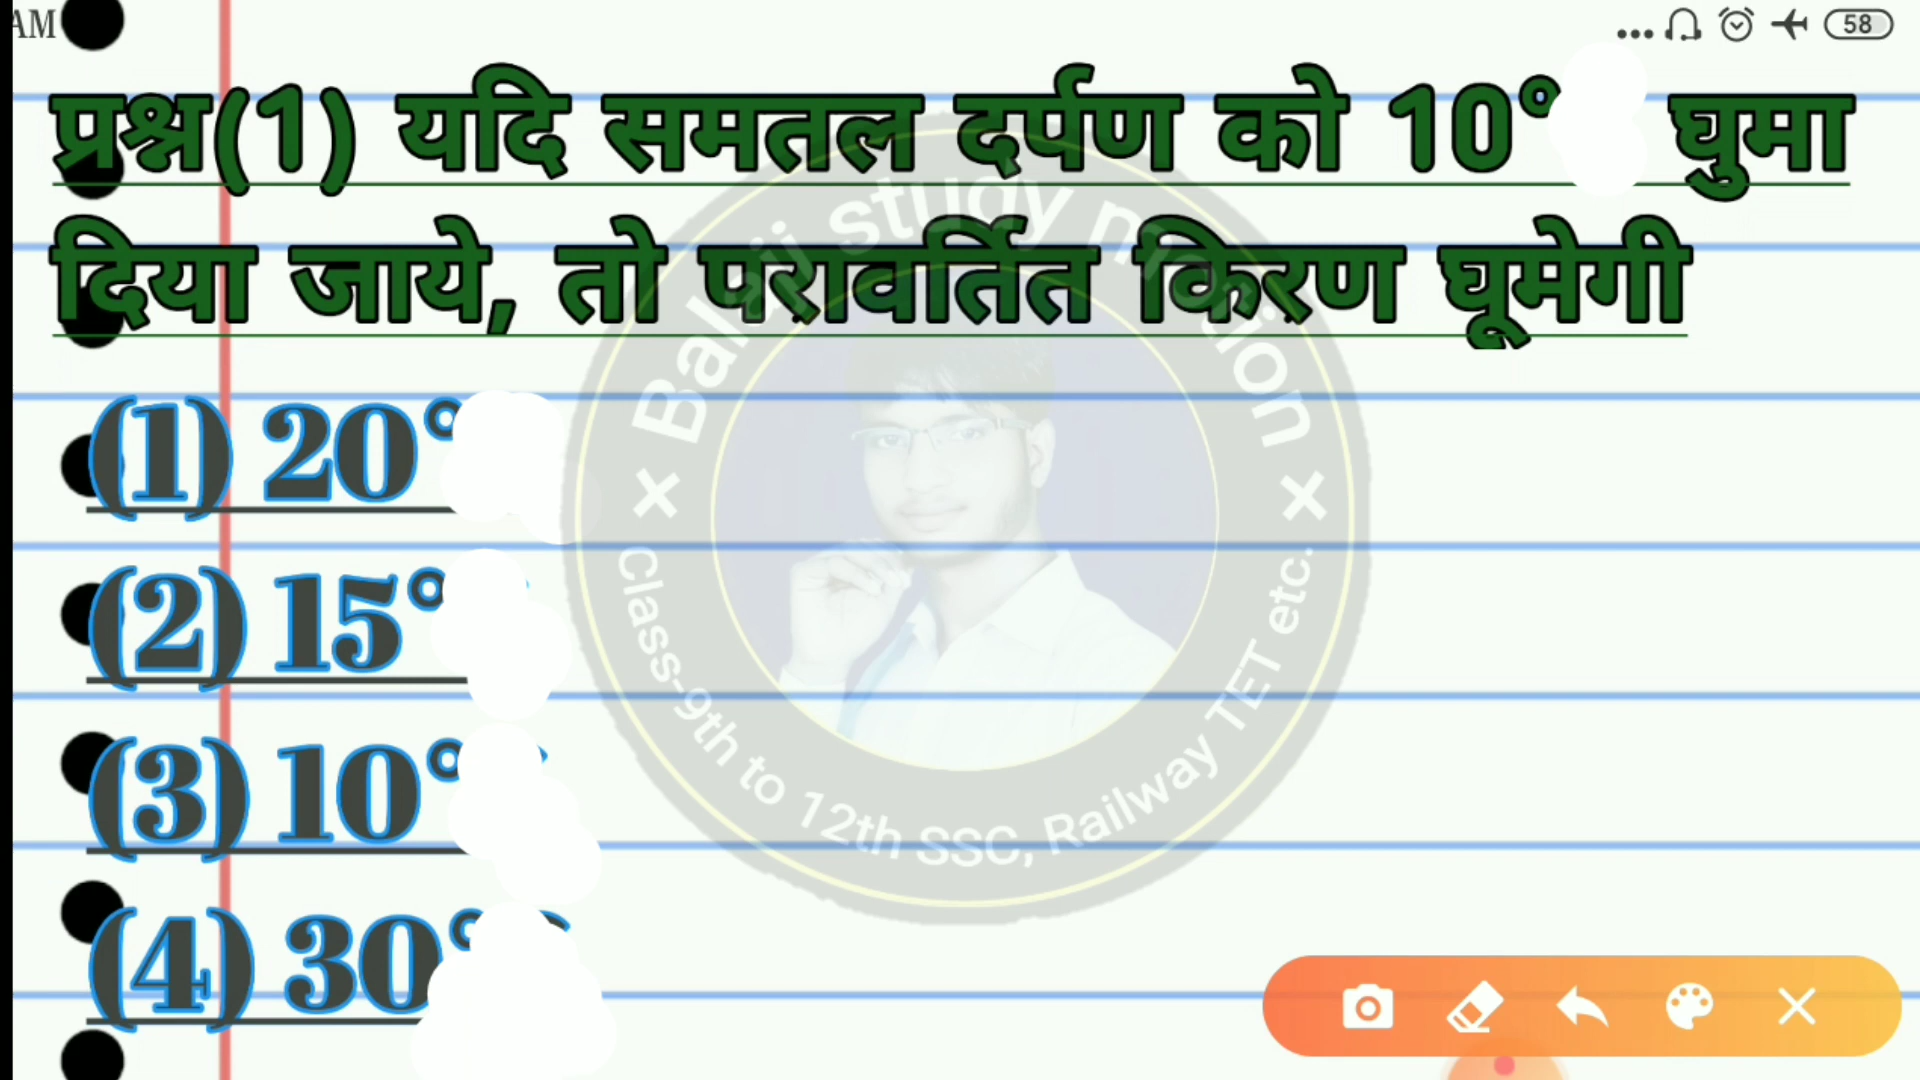 AM
58
प्रश्न(1) यदि समतल दर्पण को 10° घुमा
दिया जाये, तो परावर्तित किरण घूमेगी
(1) 20°
(2) 15°
(3) 10°
(4) 30°
Balaji study motion
Class-9th to 12th SSC, Railway TET etc.